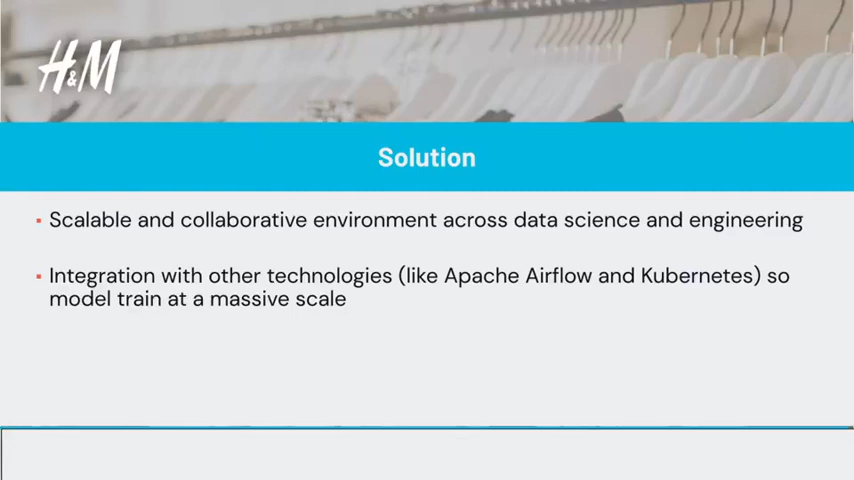 H&M
Solution
▪ Scalable and collaborative environment across data science and engineering
▪ Integration with other technologies (like Apache Airflow and Kubernetes) so
model train at a massive scale